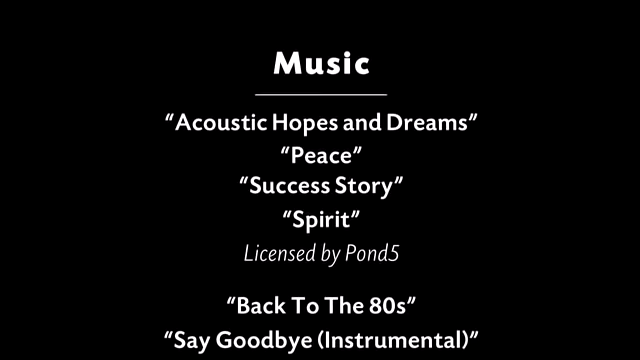 Music
“Acoustic Hopes and Dreams”
“Peace”
“Success Story”
“Spirit”
Licensed by Pond5
“Back To The 80s”
“Say Goodbye (Instrumental)”